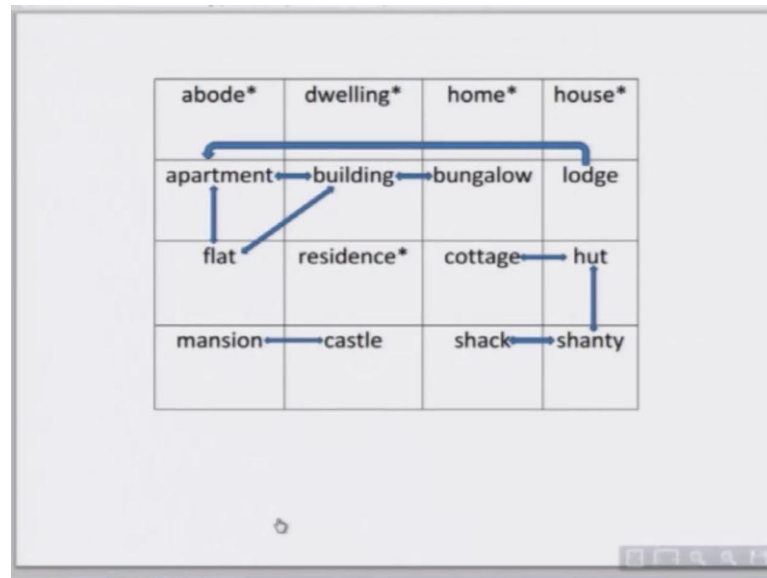 abode* dwelling* home* house*
apartment building bungalow lodge
flat residence* cottage hut
mansion castle shack shanty